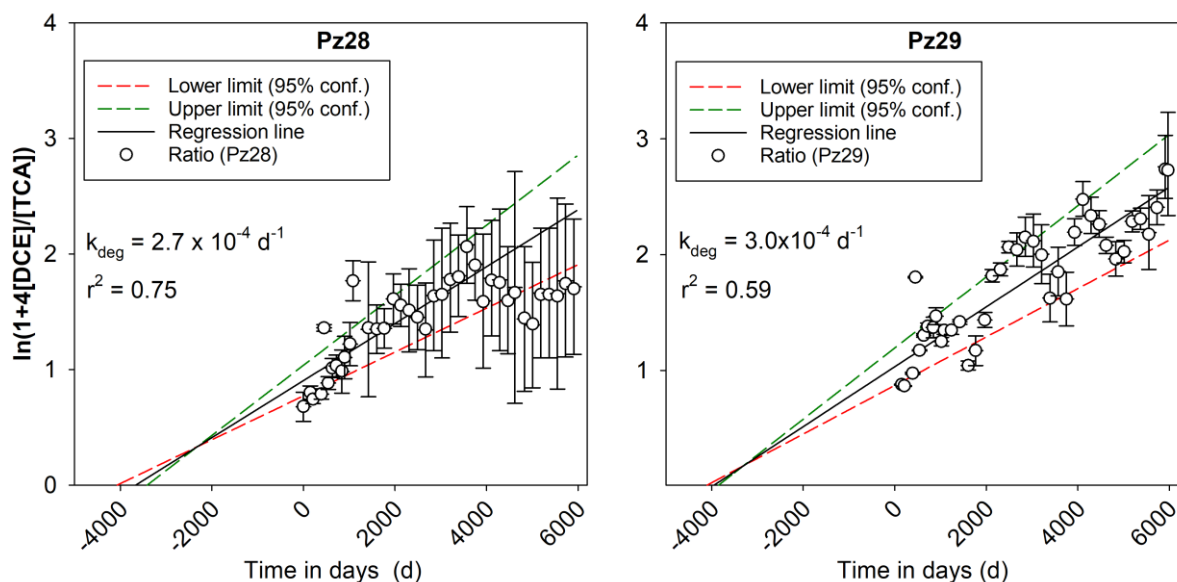 Pz28
Lower limit (95% conf.)
Upper limit (95% conf.)
Regression line
Ratio (Pz28)
k_deg = 2.7 x 10⁻⁴ d⁻¹
r² = 0.75
ln(1+4[DCE]/[TCA])
4
3
2
1
0
-4000
-2000
0
2000
4000
6000
Time in days (d)
Pz29
Lower limit (95% conf.)
Upper limit (95% conf.)
Regression line
Ratio (Pz29)
k_deg = 3.0x10⁻⁴ d⁻¹
r² = 0.59
4
3
2
1
-4000
-2000
0
2000
4000
6000
Time in days (d)